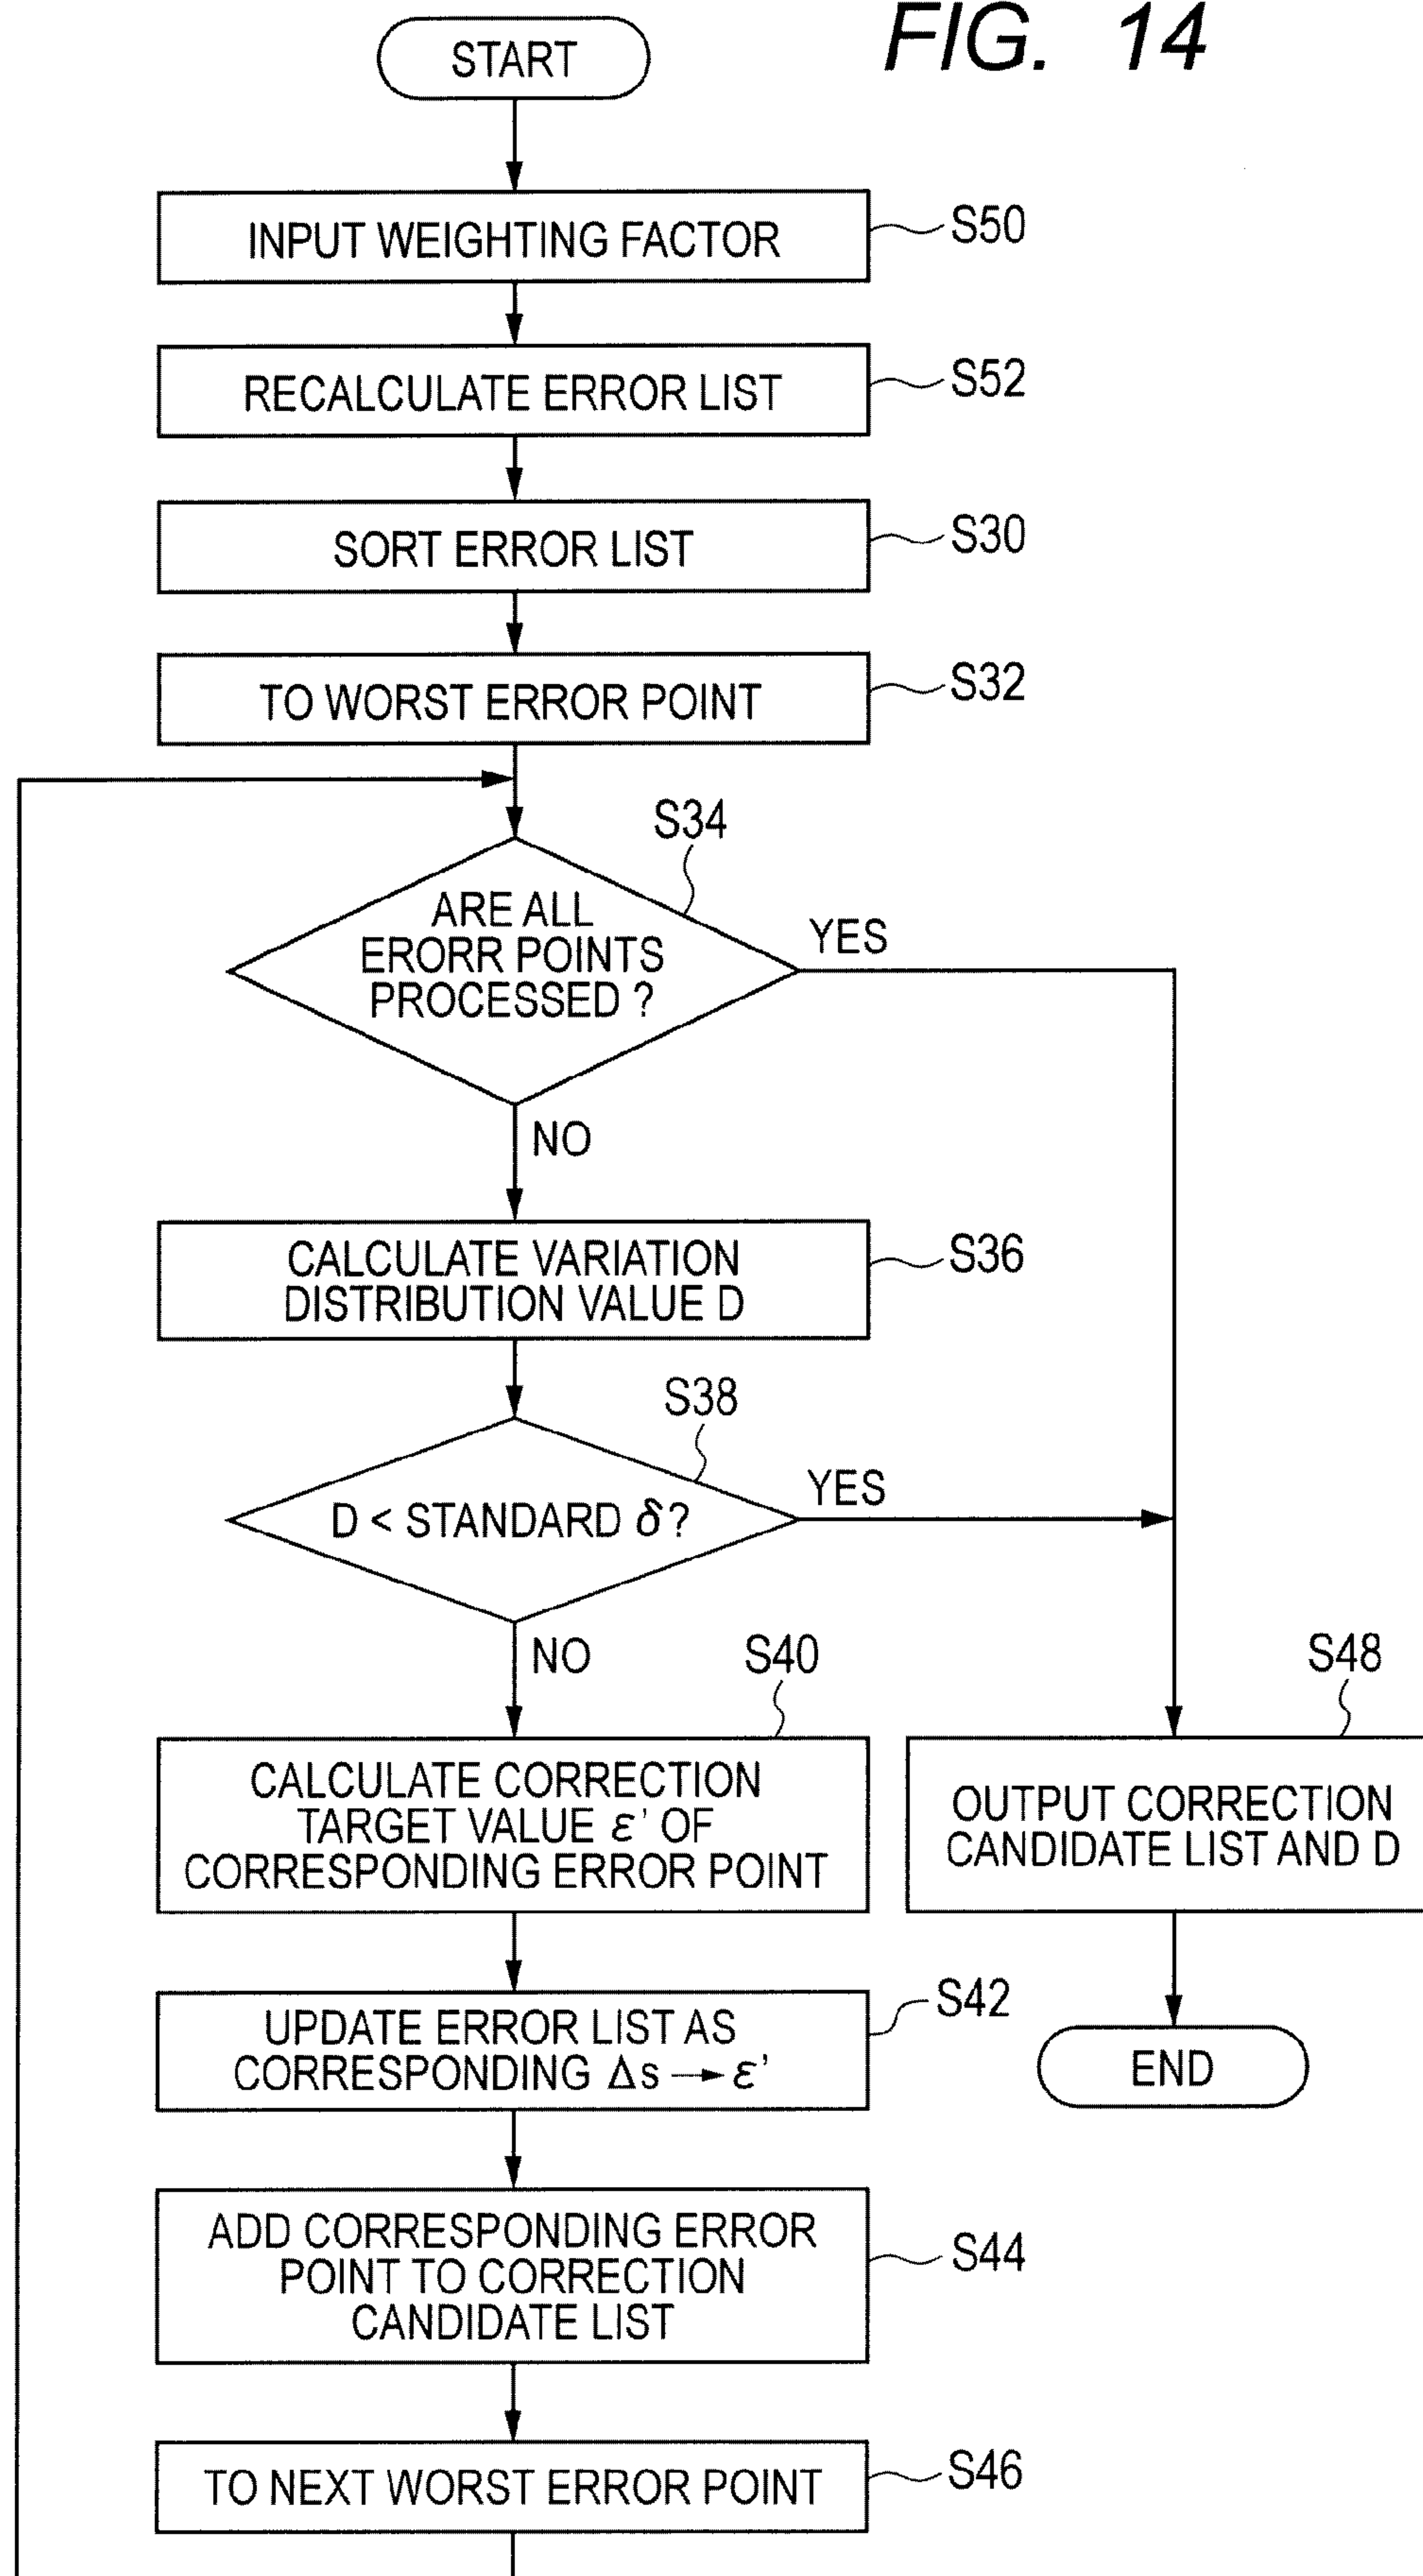 FIG. 14
START
INPUT WEIGHTING FACTOR
S50
RECALCULATE ERROR LIST
S52
SORT ERROR LIST
S30
TO WORST ERROR POINT
S32
S34
ARE ALL
ERORR POINTS
PROCESSED ?
YES
NO
CALCULATE VARIATION
DISTRIBUTION VALUE D
S36
S38
D < STANDARD δ?
YES
NO
S40
CALCULATE CORRECTION
TARGET VALUE ε' OF
CORRESPONDING ERROR POINT
S48
OUTPUT CORRECTION
CANDIDATE LIST AND D
UPDATE ERROR LIST AS
CORRESPONDING Δs → ε'
S42
END
ADD CORRESPONDING ERROR
POINT TO CORRECTION
CANDIDATE LIST
S44
TO NEXT WORST ERROR POINT
S46